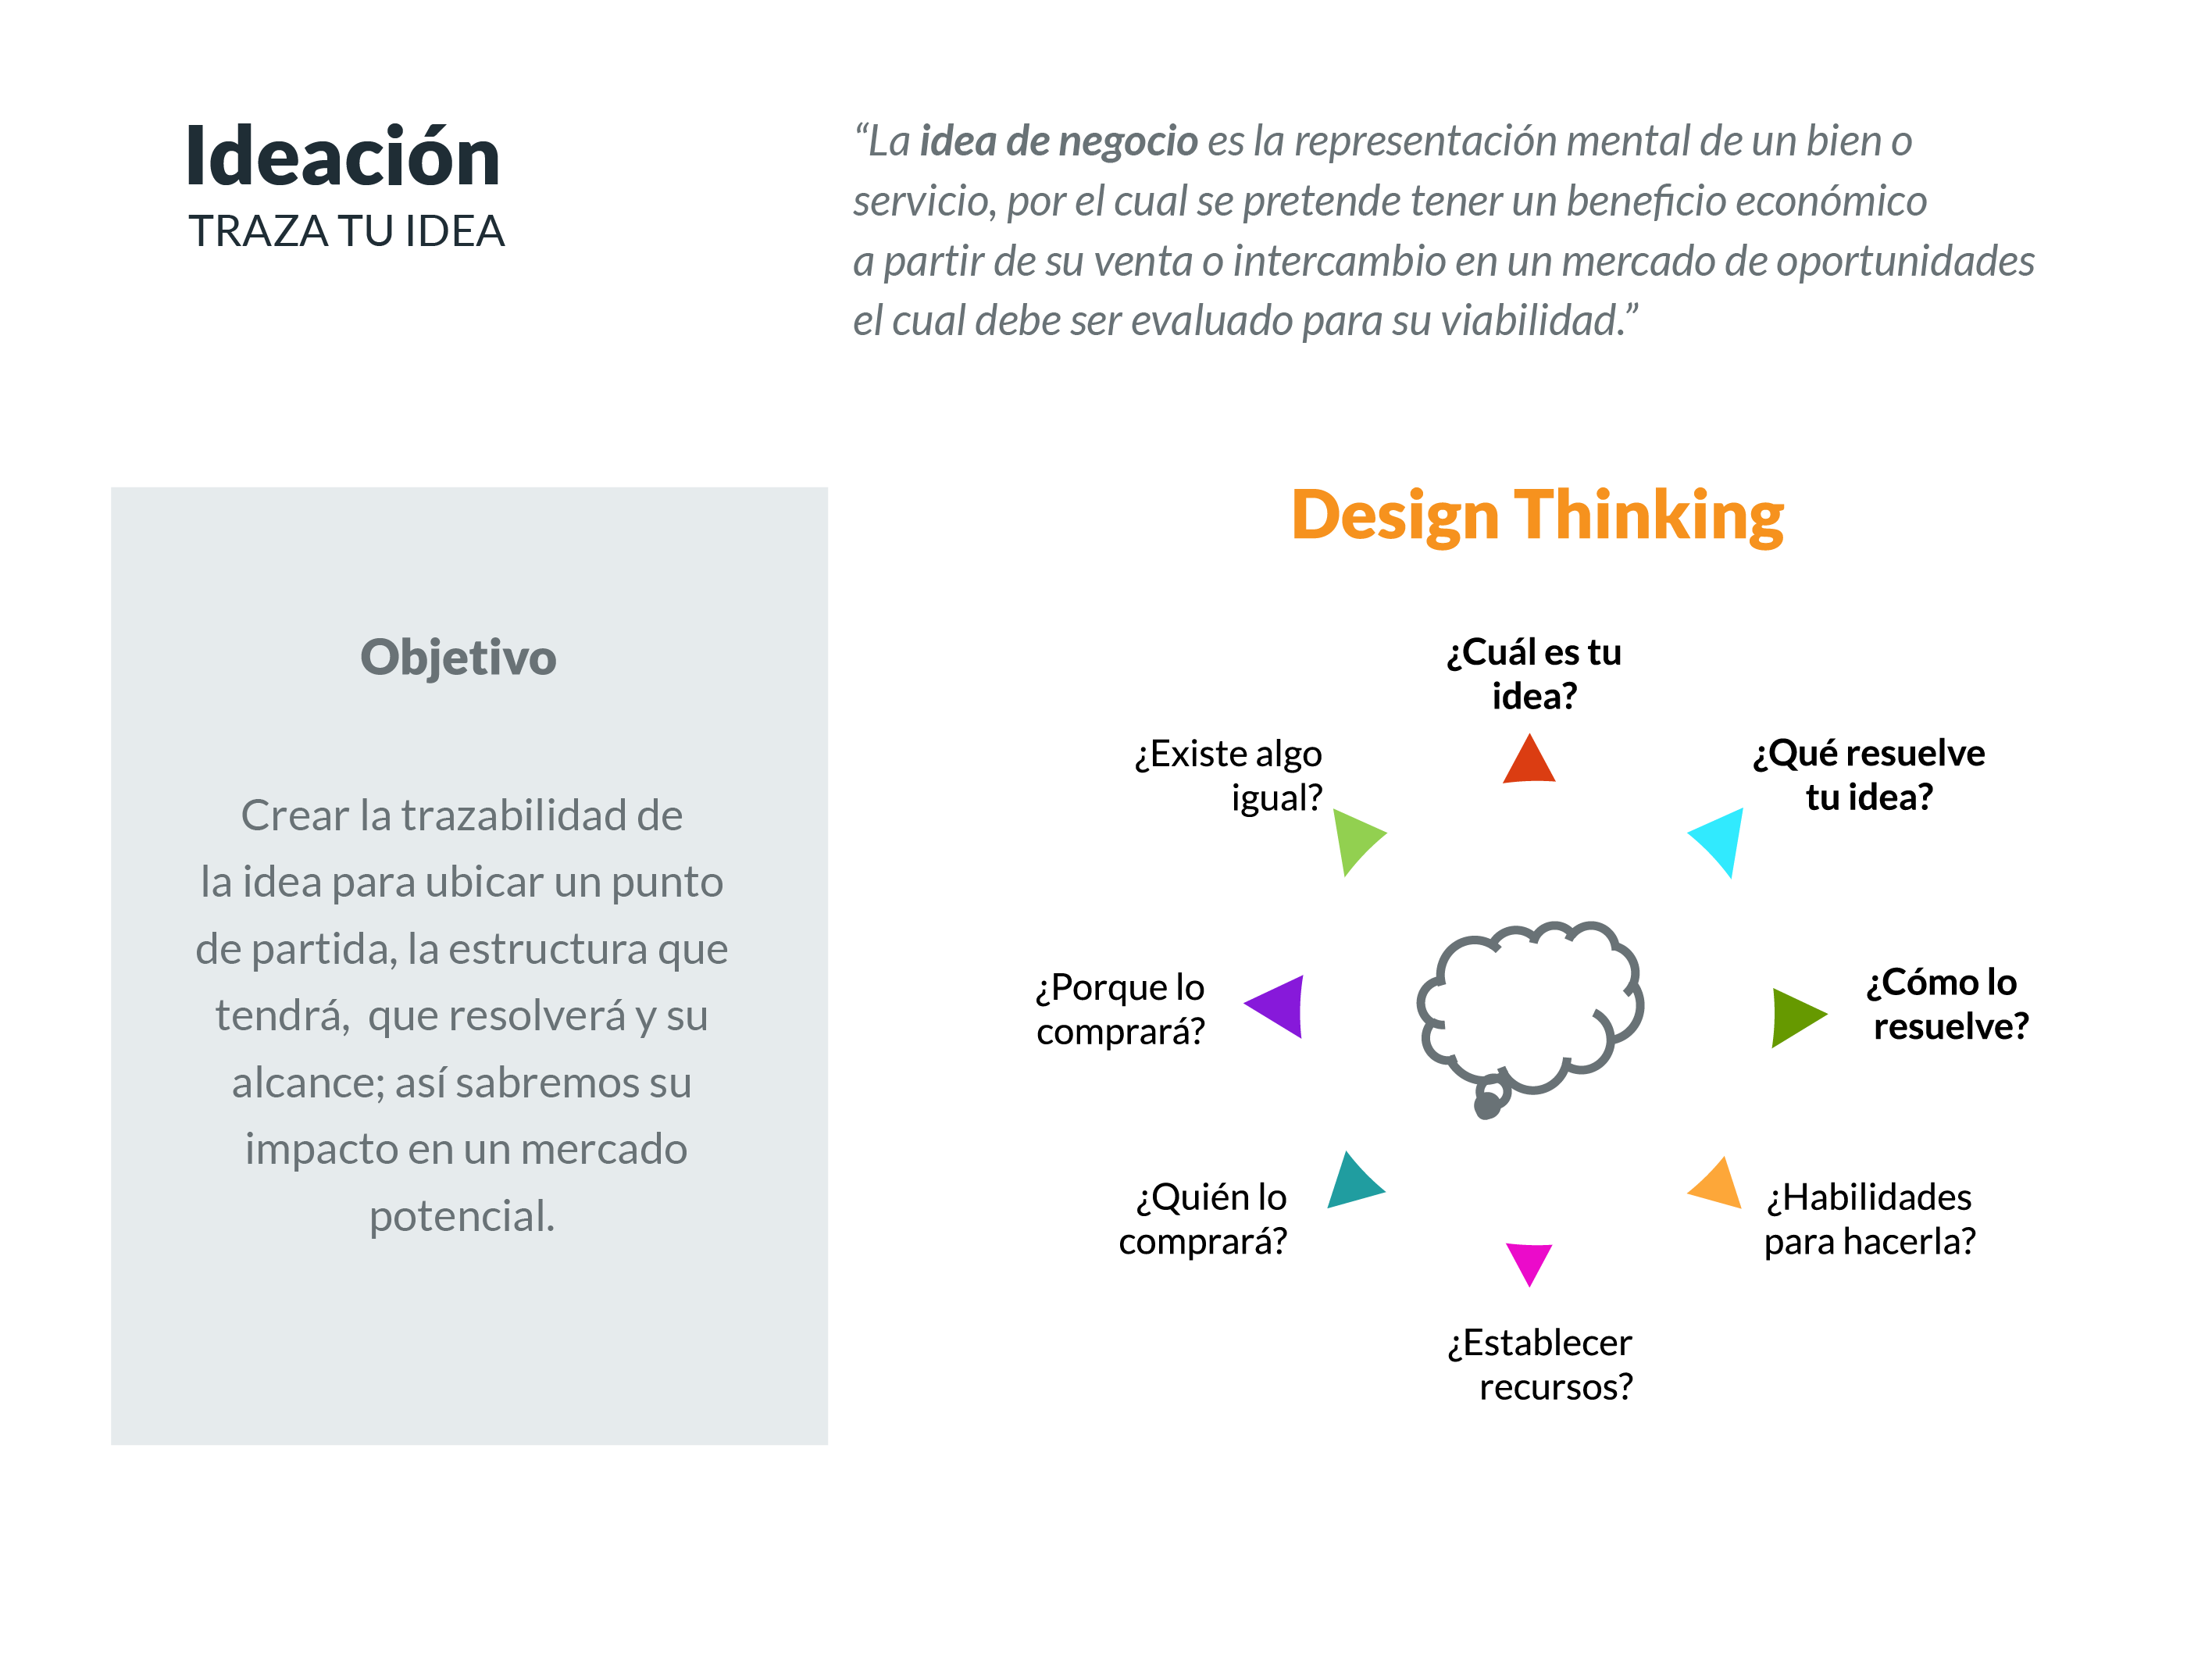 Ideación
TRAZA TU IDEA
“La idea de negocio es la representación mental de un bien o
servicio, por el cual se pretende tener un beneficio económico
a partir de su venta o intercambio en un mercado de oportunidades
el cual debe ser evaluado para su viabilidad.”
Objetivo
Crear la trazabilidad de
la idea para ubicar un punto
de partida, la estructura que
tendrá,  que resolverá y su
alcance; así sabremos su
impacto en un mercado
potencial.
Design Thinking
¿Cuál es tu
idea?
¿Qué resuelve
tu idea?
¿Cómo lo
resuelve?
¿Habilidades
para hacerla?
¿Establecer
recursos?
¿Quién lo
comprará?
¿Porque lo
comprará?
¿Existe algo
igual?